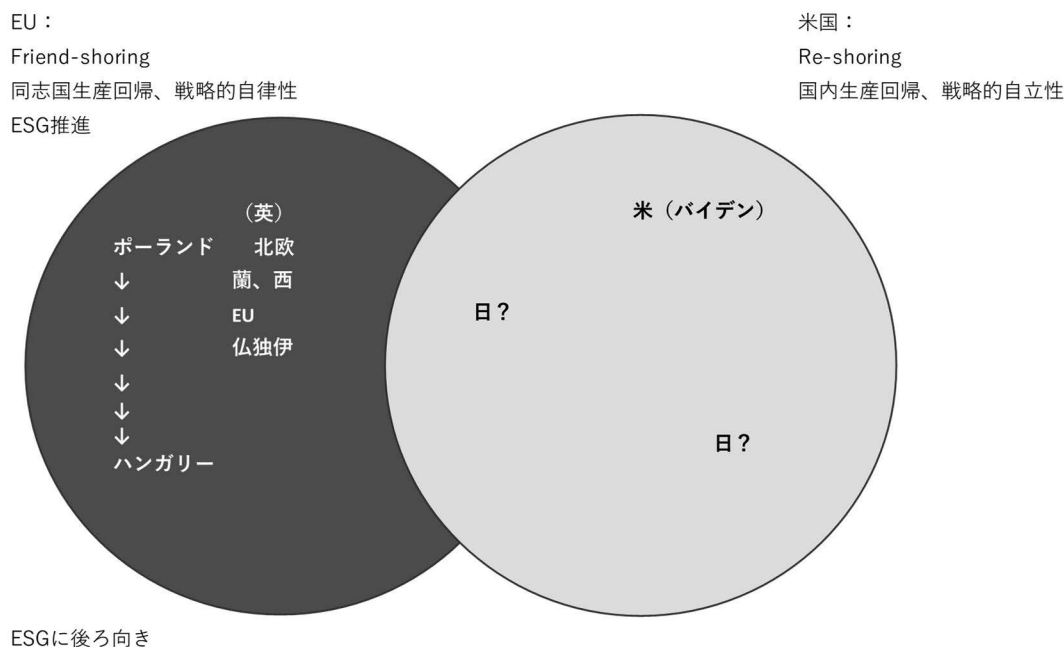 EU：
Friend-shoring
同志国生産回帰、戦略的自律性
ESG推進
米国：
Re-shoring
国内生産回帰、戦略的自立性
（英）
ポーランド　北欧
↓　蘭、西
↓　EU
↓　仏独伊
↓
↓
↓
ハンガリー
米（バイデン）
日？
日？
ESGに後ろ向き